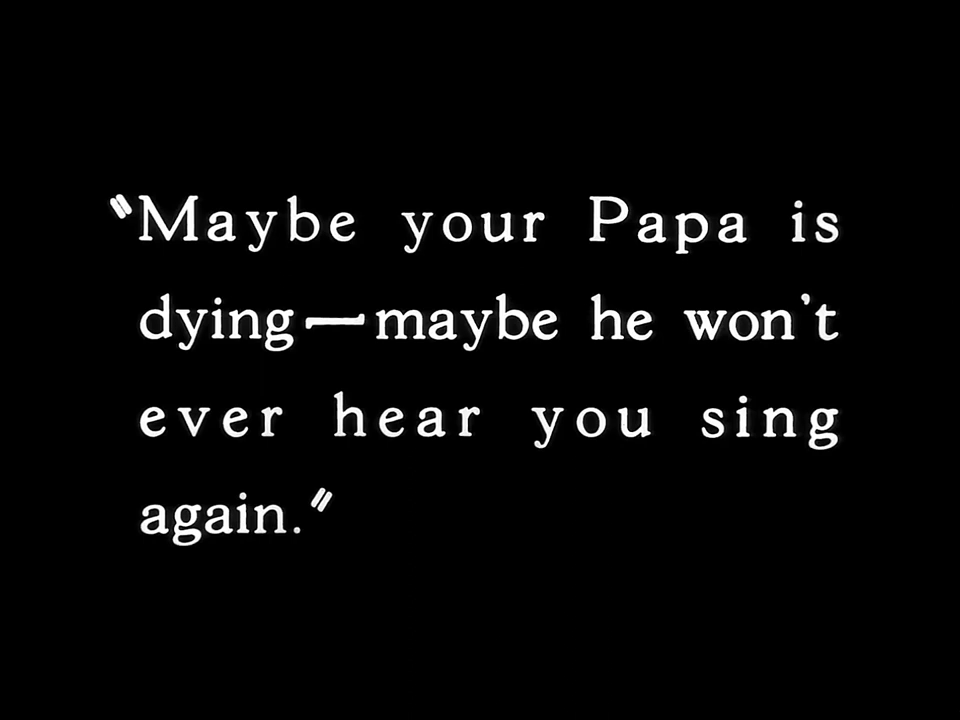 "Maybe your Papa is
dying—maybe he won't
ever hear you sing
again."